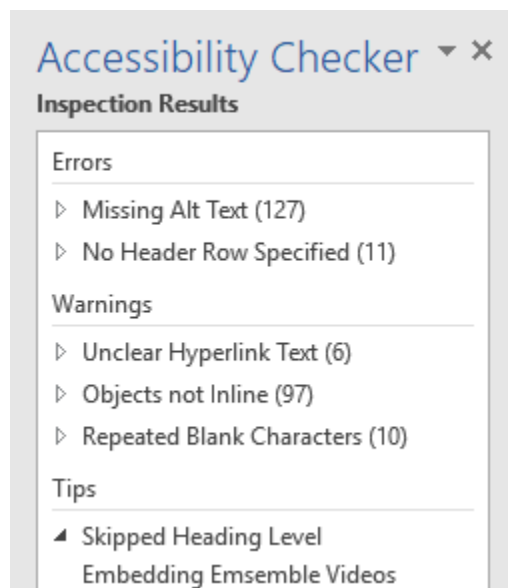 Accessibility Checker
Inspection Results
Errors
Missing Alt Text (127)
No Header Row Specified (11)
Warnings
Unclear Hyperlink Text (6)
Objects not Inline (97)
Repeated Blank Characters (10)
Tips
Skipped Heading Level
Embedding Emsemble Videos